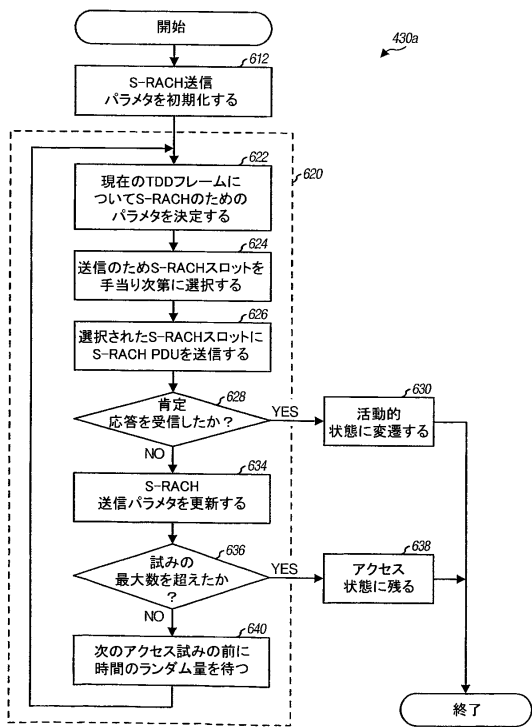 開始
430a
612
S-RACH送信
パラメタを初期化する
622
620
現在のTDDフレームに
ついてS-RACHのための
パラメタを決定する
624
送信のためS-RACHスロットを
手当り次第に選択する
626
選択されたS-RACHスロットに
S-RACH PDUを送信する
628
肯定
応答を受信したか?
YES
630
活動的
状態に変遷する
NO
634
S-RACH
送信パラメタを更新する
636
試みの
最大数を超えたか
?
YES
638
アクセス
状態に残る
NO
640
次のアクセス試みの前に
時間のランダム量を待つ
終了